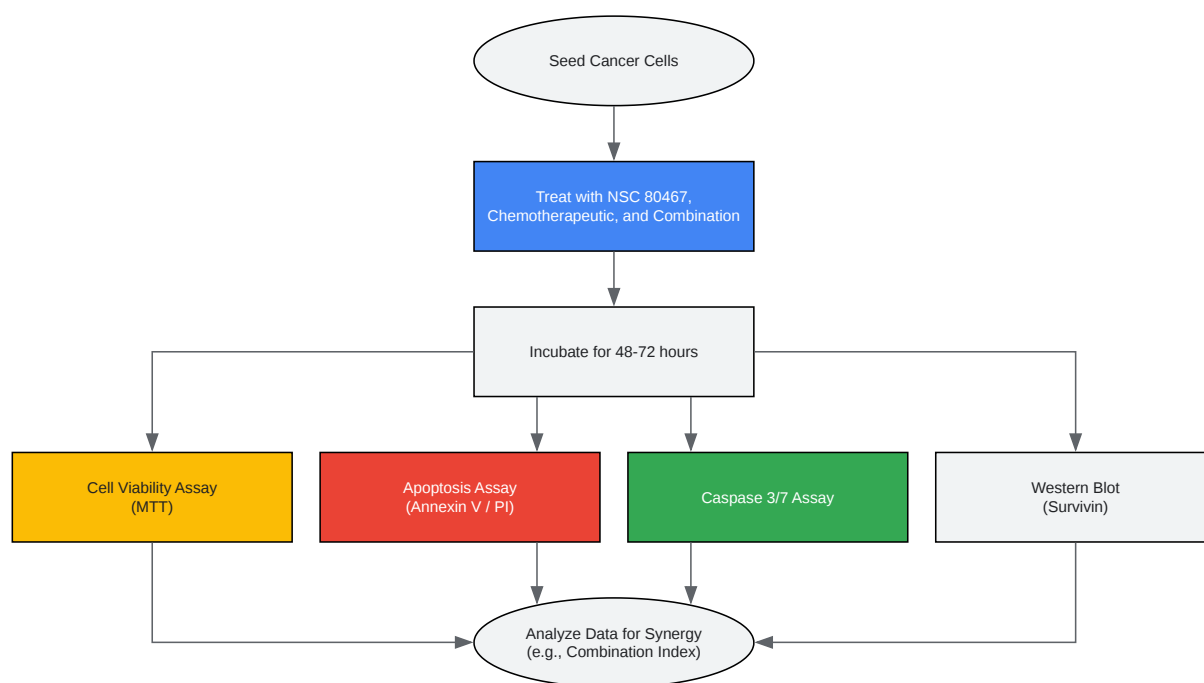 Seed Cancer Cells
Treat with NSC 80467,
Chemotherapeutic, and Combination
Incubate for 48-72 hours
Cell Viability Assay
(MTT)
Apoptosis Assay
(Annexin V / PI)
Caspase 3/7 Assay
Western Blot
(Survivin)
Analyze Data for Synergy
(e.g., Combination Index)